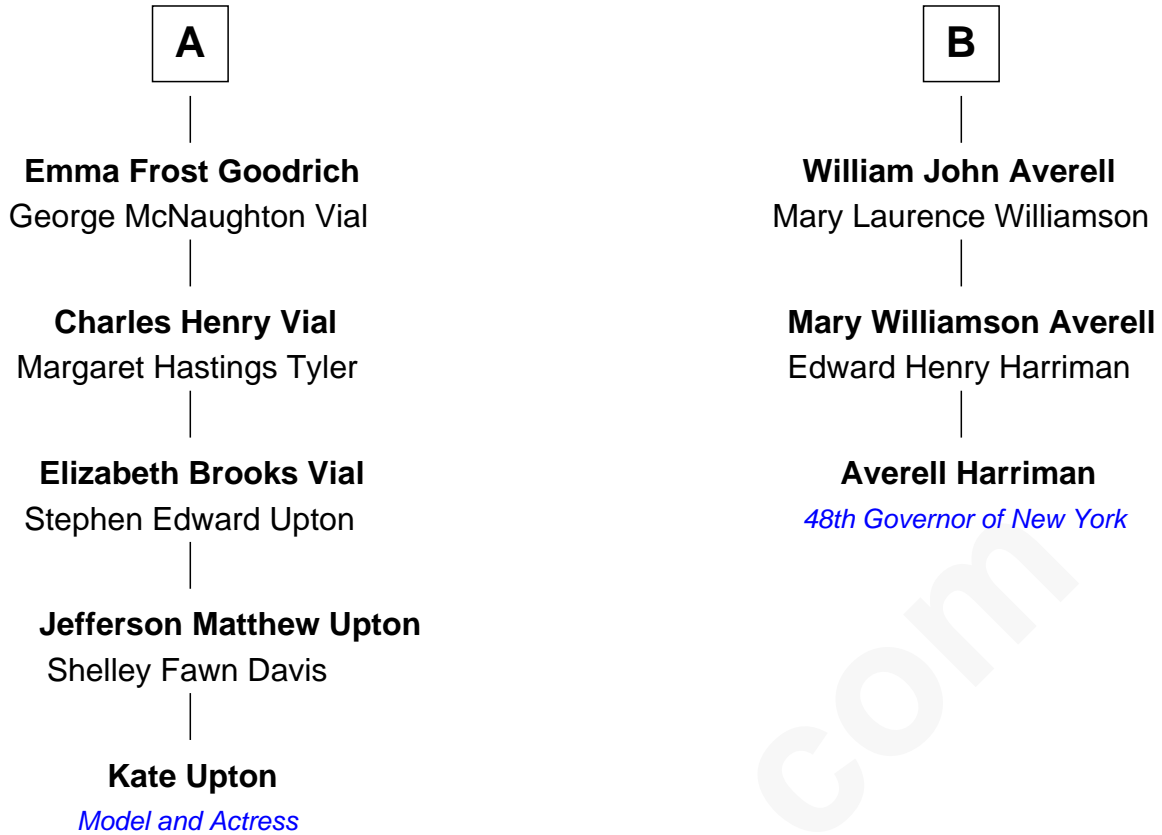 A
Emma Frost Goodrich
George McNaughton Vial
Charles Henry Vial
Margaret Hastings Tyler
Elizabeth Brooks Vial
Stephen Edward Upton
Jefferson Matthew Upton
Shelley Fawn Davis
Kate Upton
Model and Actress
B
William John Averell
Mary Laurence Williamson
Mary Williamson Averell
Edward Henry Harriman
Averell Harriman
48th Governor of New York
com